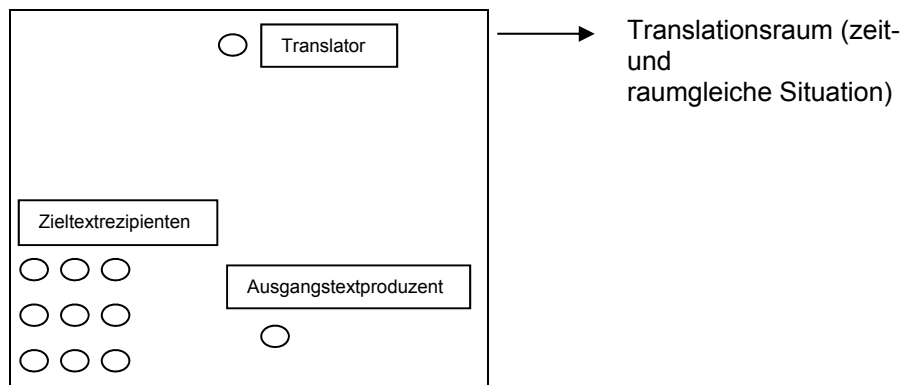 Translator
Translationsraum (zeit-
und
raumgleiche Situation)
Zieltextrezipienten
Ausgangstextproduzent